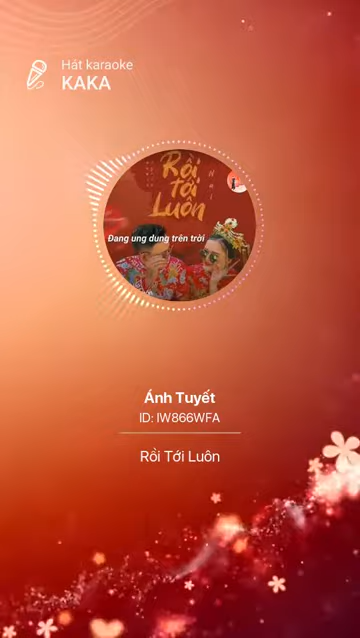 Hát karaoke
KAKA
Rồi
tới
Luôn
Đang ung dung trên trời
Ánh Tuyết
ID: IW866WFA
Rồi Tới Luôn